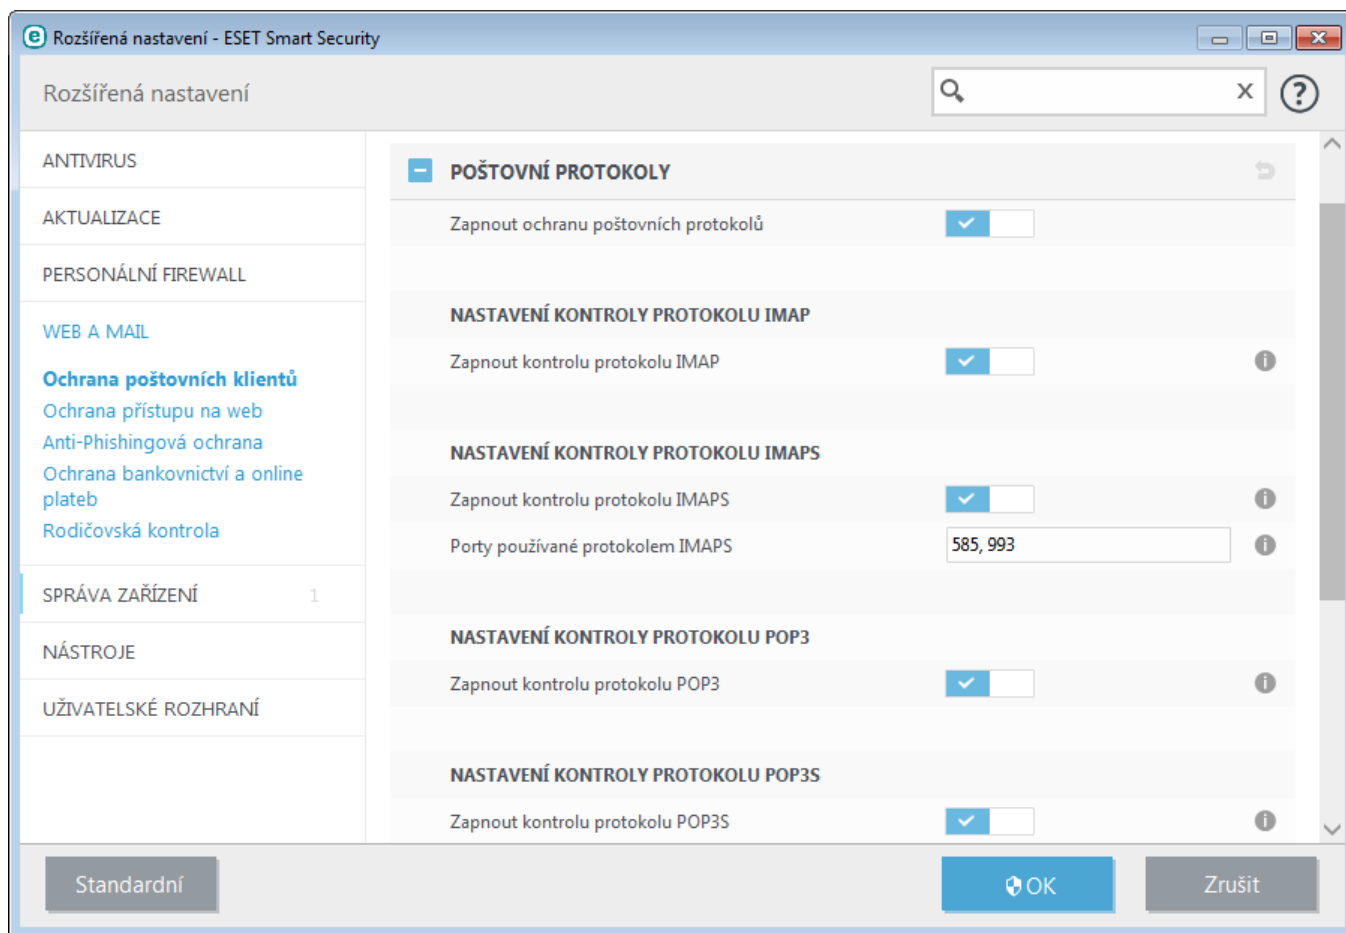 Rozšířená nastavení - ESET Smart Security
Rozšířená nastavení
ANTIVIRUS
AKTUALIZACE
PERSONÁLNÍ FIREWALL
WEB A MAIL
Ochrana poštovních klientů
Ochrana přístupu na web
Anti-Phishingová ochrana
Ochrana bankovnictví a online
plateb
Rodičovská kontrola
SPRÁVA ZAŘÍZENÍ 1
NÁSTROJE
UŽIVATELSKÉ ROZHRANÍ
POŠTOVNÍ PROTOKOLY
Zapnout ochranu poštovních protokolů
NASTAVENÍ KONTROLY PROTOKOLU IMAP
Zapnout kontrolu protokolu IMAP
NASTAVENÍ KONTROLY PROTOKOLU IMAPS
Zapnout kontrolu protokolu IMAPS
Porty používané protokolem IMAPS 585, 993
NASTAVENÍ KONTROLY PROTOKOLU POP3
Zapnout kontrolu protokolu POP3
NASTAVENÍ KONTROLY PROTOKOLU POP3S
Zapnout kontrolu protokolu POP3S
Standardní
OK
Zrušit